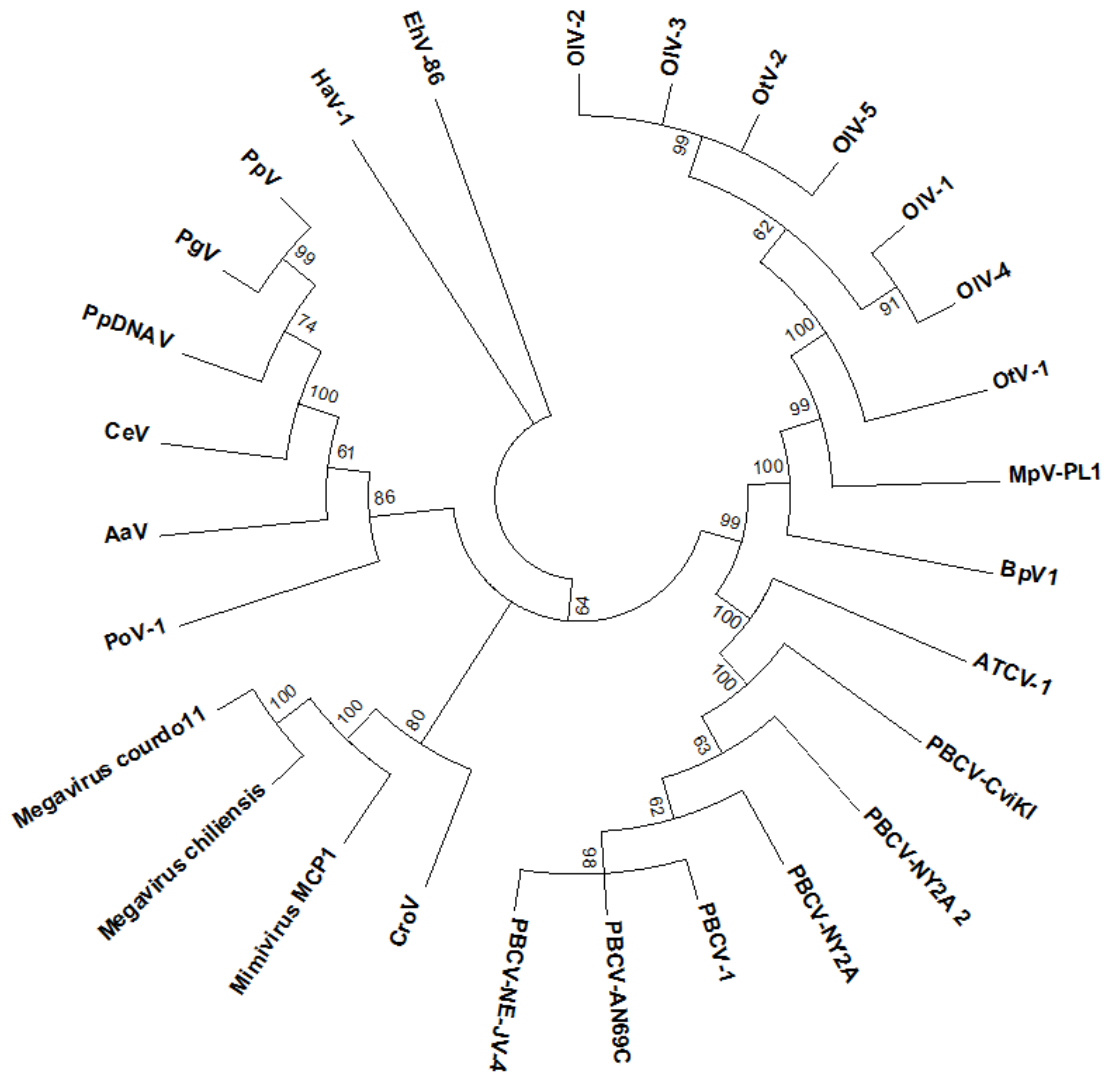 OlV-2
OlV-3
OtV-2
OlV-5
OlV-1
OlV-4
OtV-1
MpV-PL1
BpV1
ATCV-1
PBCV-CviKI
PBCV-NY2A 2
PBCV-NY2A
PBCV-1
PBCV-AN69C
PBCV-NE-JV-4
CroV
Mimivirus MCP1
Megavirus chiliensis
Megavirus courdo11
PoV-1
AaV
CeV
PpDNAV
PgV
PpV
HaV-1
EhV-86
99
62
91
100
99
100
99
100
100
63
62
98
64
80
100
100
86
61
100
74
99